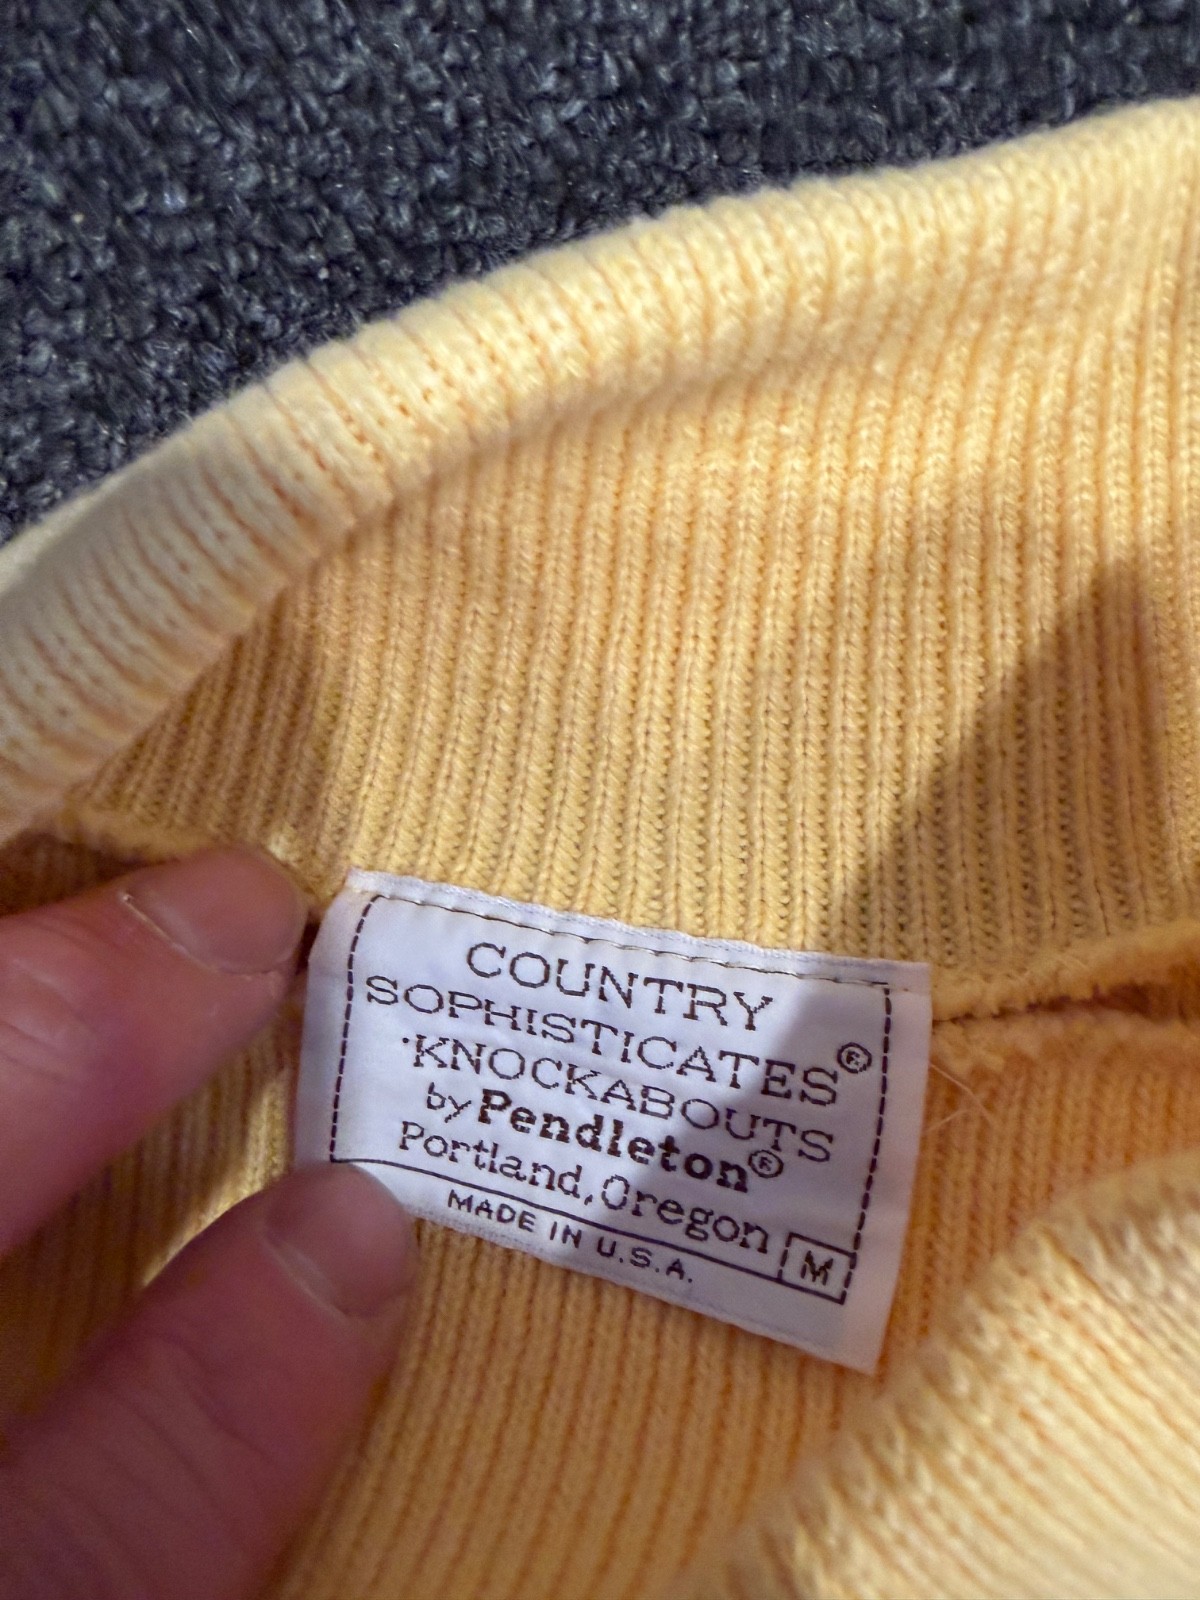 COUNTRY
SOPHISTICATES®
'KNOCKABOUTS
by Pendleton®
Portland, Oregon
M
MADE IN U.S.A.